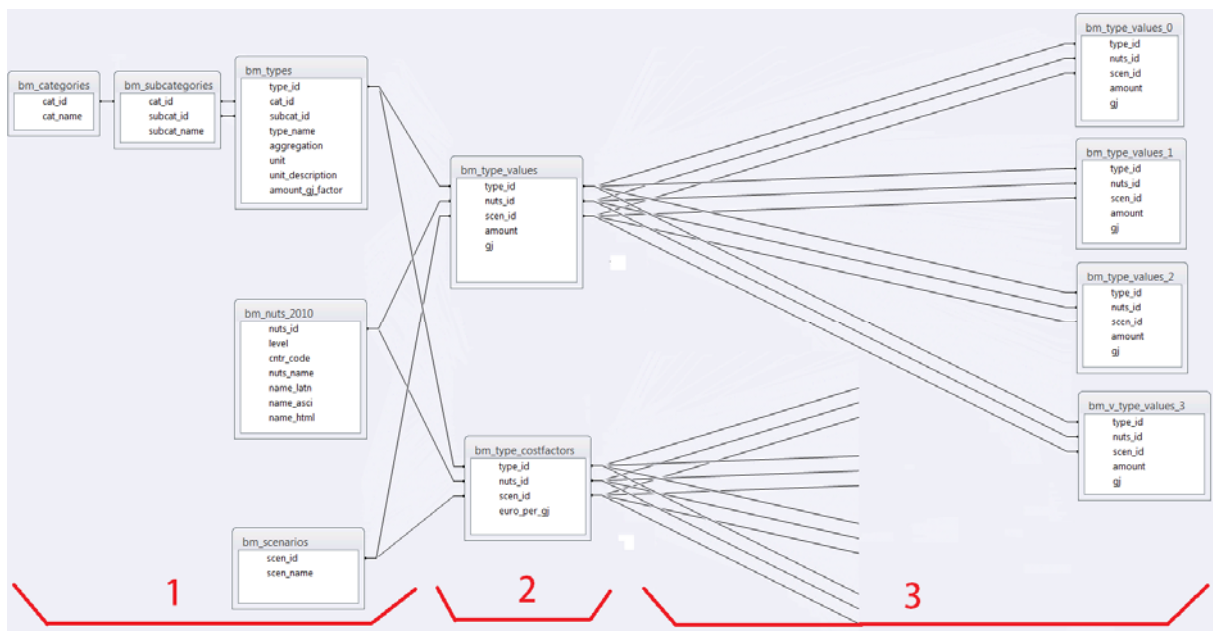 bm_categories
cat_id
cat_name
bm_subcategories
cat_id
subcat_id
subcat_name
bm_types
type_id
cat_id
subcat_id
type_name
aggregation
unit
unit_description
amount_gj_factor
bm_nuts_2010
nuts_id
level
cntr_code
nuts_name
name_latn
name_asci
name_html
bm_scenarios
scen_id
scen_name
bm_type_values
type_id
nuts_id
scen_id
amount
gj
bm_type_costfactors
type_id
nuts_id
scen_id
euro_per_gj
bm_type_values_0
type_id
nuts_id
scen_id
amount
gj
bm_type_values_1
type_id
nuts_id
scen_id
amount
gj
bm_type_values_2
type_id
nuts_id
scen_id
amount
gj
bm_v_type_values_3
type_id
nuts_id
scen_id
amount
gj
1
2
3